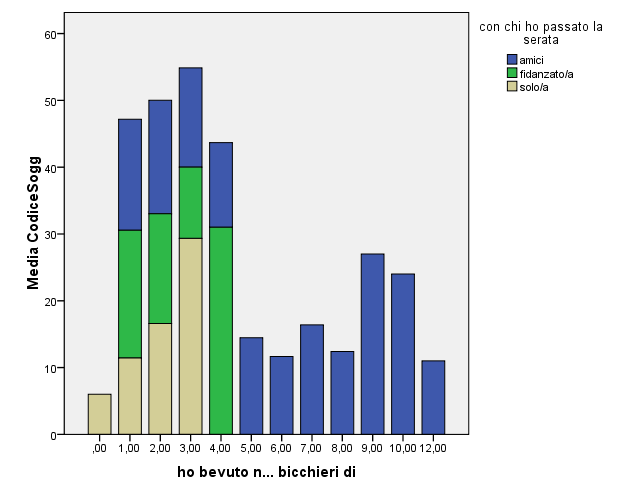 con chi ho passato la
serata
amici
fidanzato/a
solo/a
Media CodiceSogg
60
50
40
30
20
10
0
,00 1,00 2,00 3,00 4,00 5,00 6,00 7,00 8,00 9,00 10,00 12,00
ho bevuto n... bicchieri di